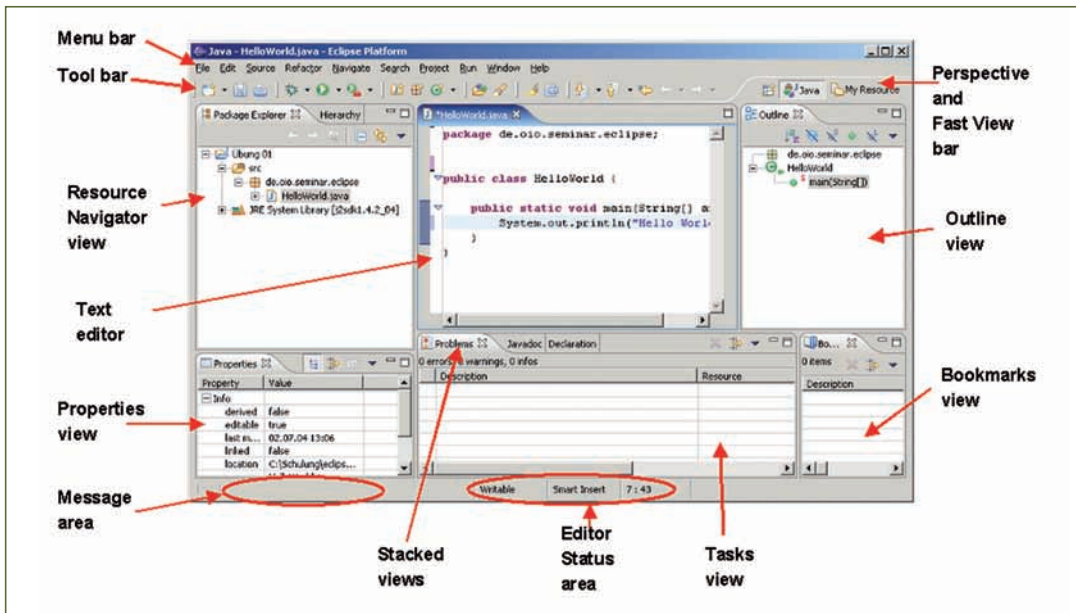 Menu bar
Tool bar
Resource
Navigator
view
Text
editor
Properties
view
Message
area
Java - HelloWorld.java - Eclipse Platform
File Edit Source Refactor Navigate Search Project Run Window Help
Java My Resource
Package Explorer Hierarchy
Übung 01
src
de.oio.seminar.eclipse
HelloWorld.java
JRE System Library [j2sdk1.4.2_04]
*HelloWorld.java
package de.oio.seminar.eclipse;
public class HelloWorld {
public static void main(String[] a
System.out.println("Hello Worl
}
}
Outline
de.oio.seminar.eclipse
HelloWorld
main(String[])
Properties
Property Value
Info
derived false
editable true
last m... 02.07.04 13:06
linked false
location C:\Schulung\eclips...
Problems Javadoc Declaration
0 errors, warnings, 0 infos
Description Resource
Bo...
0 items
Description
Writable Smart Insert 7 : 43
Perspective
and
Fast View
bar
Outline
view
Bookmarks
view
Stacked
views
Editor
Status
area
Tasks
view